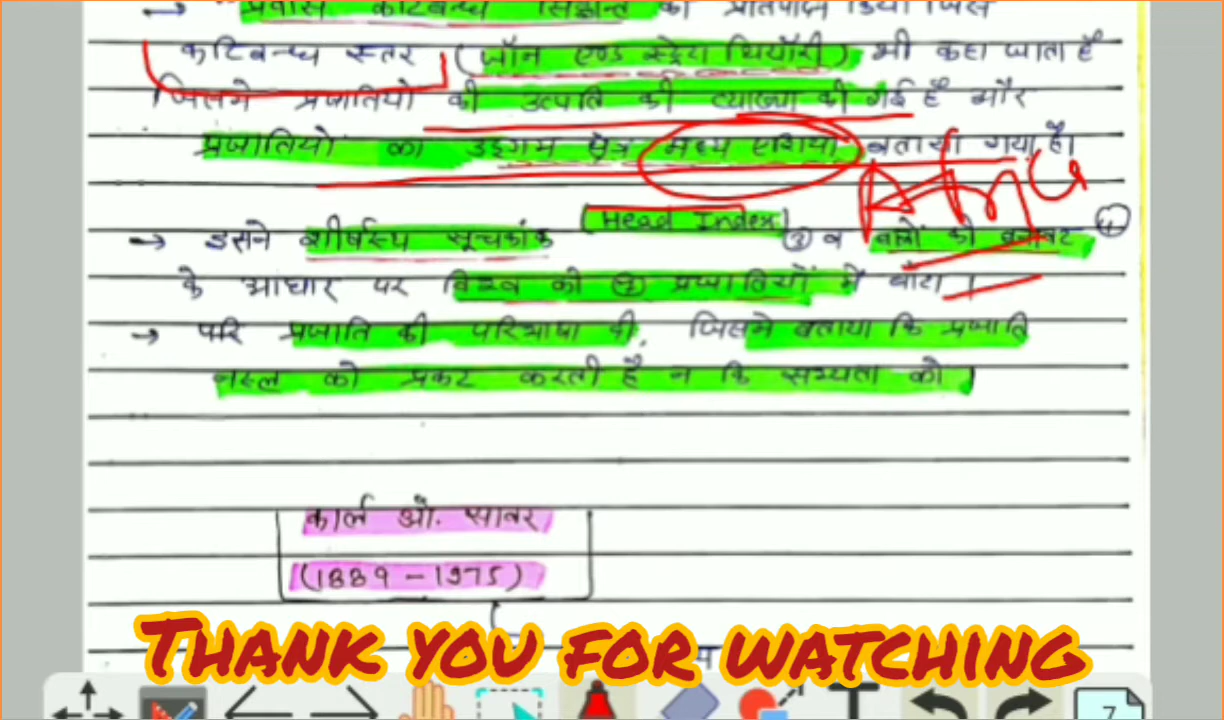 → प्रवास कटिबन्ध सिद्धान्त का प्रतिपादन किया जिसे
कटिबन्ध स्तर (जॉन एण्ड स्ट्रेटा थियोरी) भी कहा जाता है
जिसमे प्रजातियो की उत्पति की व्याख्या की गई है और
प्रजातियो का उद्गम क्षेत्र मध्य एशिया बताया गया है।
(Head Index)
→ इसने शीर्षस्य सूचकांक ③ व बालो की बनावट ④
के आधार पर विश्व को ⑦ प्रजातियों में बांटा।
→ परि प्रजाति की परिभाषा दी, जिसमे बताया कि प्रजाति
नस्ल को प्रकट करती है न कि सभ्यता को
कार्ल ओ. सावर
(1889 - 1975)
THANK YOU FOR WATCHING
7